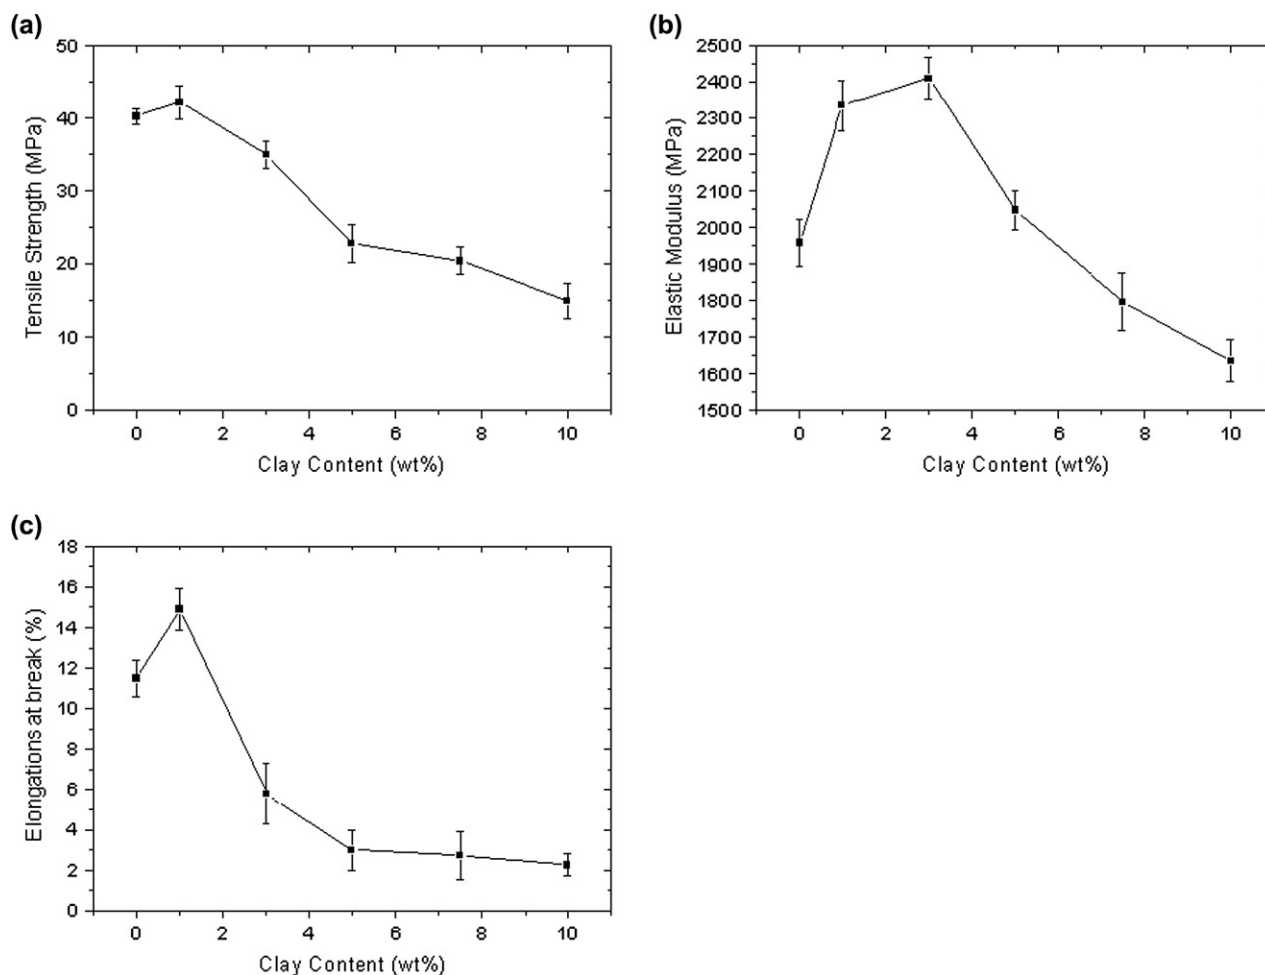 (a)
50
40
30
20
10
0
Tensile Strength (MPa)
0 2 4 6 8 10
Clay Content (wt%)
(b)
2500
2400
2300
2200
2100
2000
1900
1800
1700
1600
1500
Elastic Modulus (MPa)
0 2 4 6 8 10
Clay Content (wt%)
(c)
18
16
14
12
10
8
6
4
2
0
Elongations at break (%)
0 2 4 6 8 10
Clay Content (wt%)